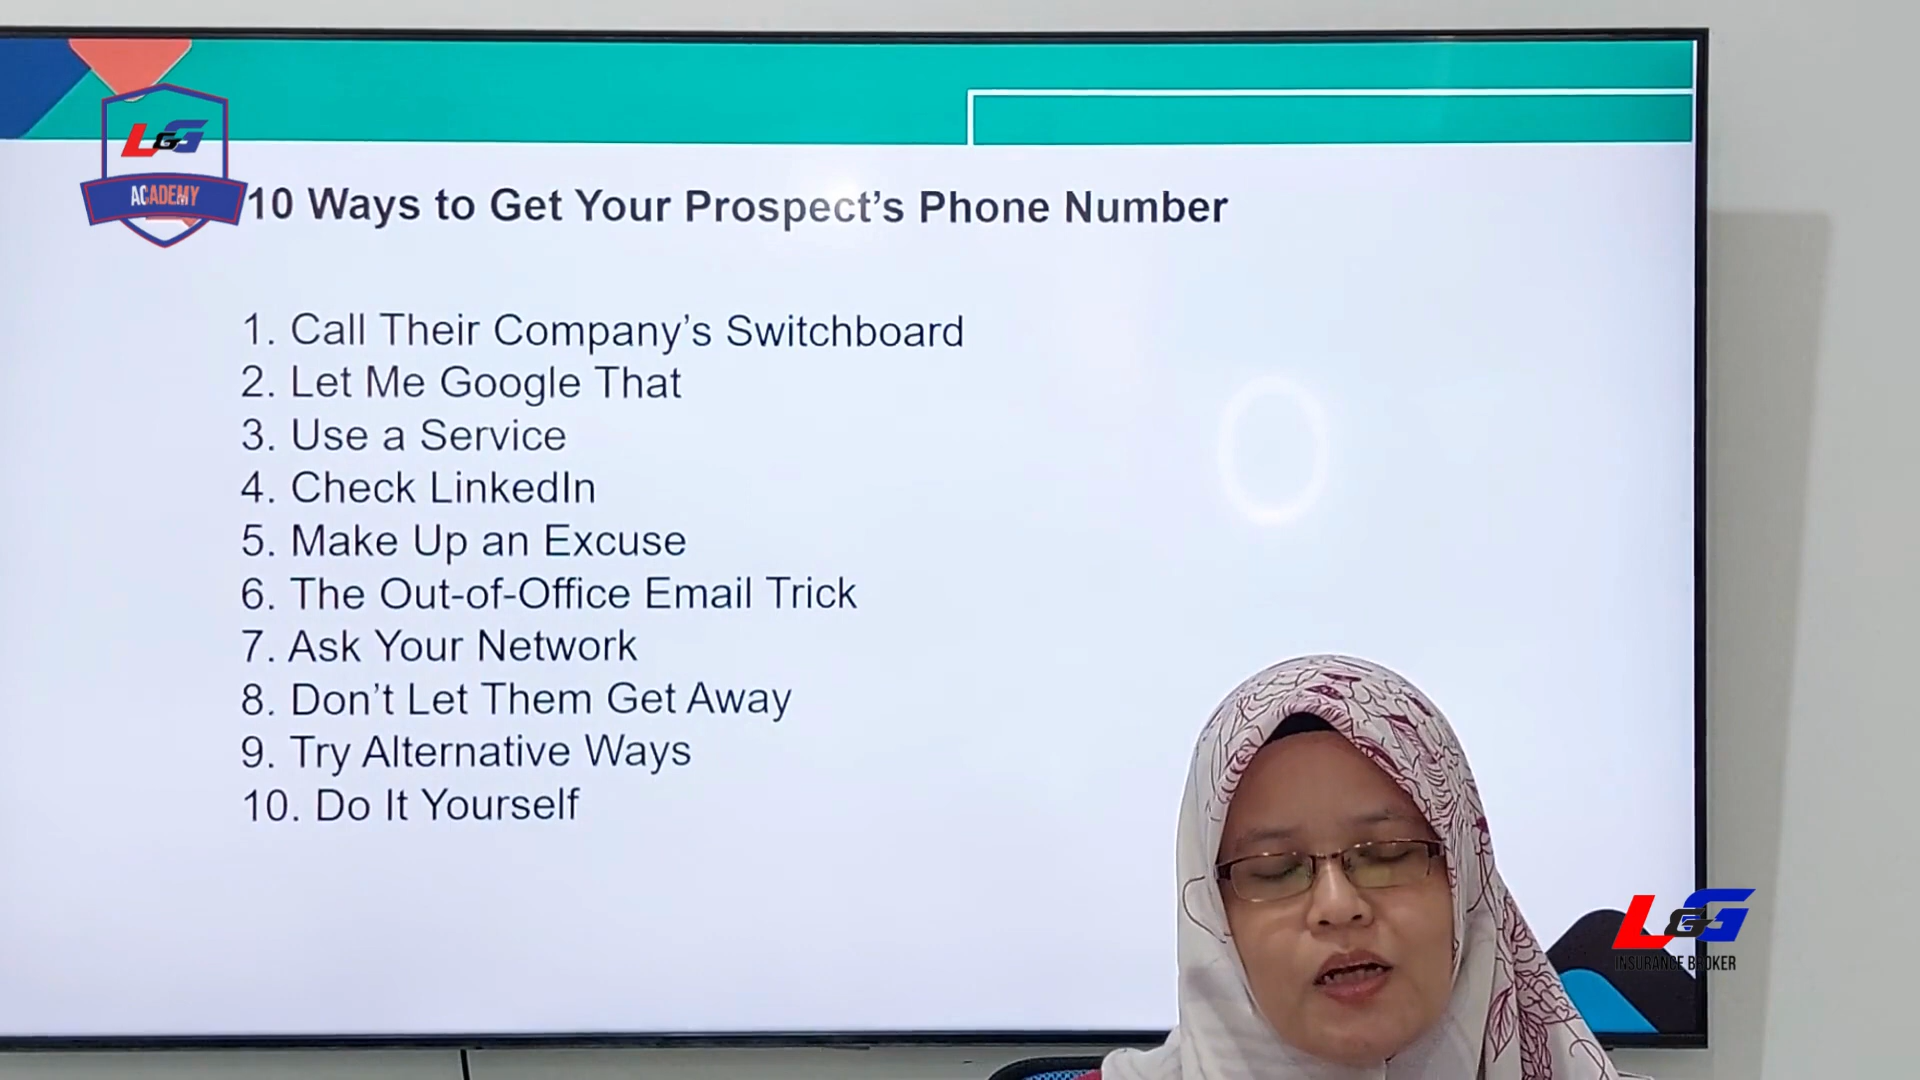 L&G
ACADEMY
10 Ways to Get Your Prospect’s Phone Number
1. Call Their Company’s Switchboard
2. Let Me Google That
3. Use a Service
4. Check LinkedIn
5. Make Up an Excuse
6. The Out-of-Office Email Trick
7. Ask Your Network
8. Don’t Let Them Get Away
9. Try Alternative Ways
10. Do It Yourself
L&G
INSURANCE BROKER